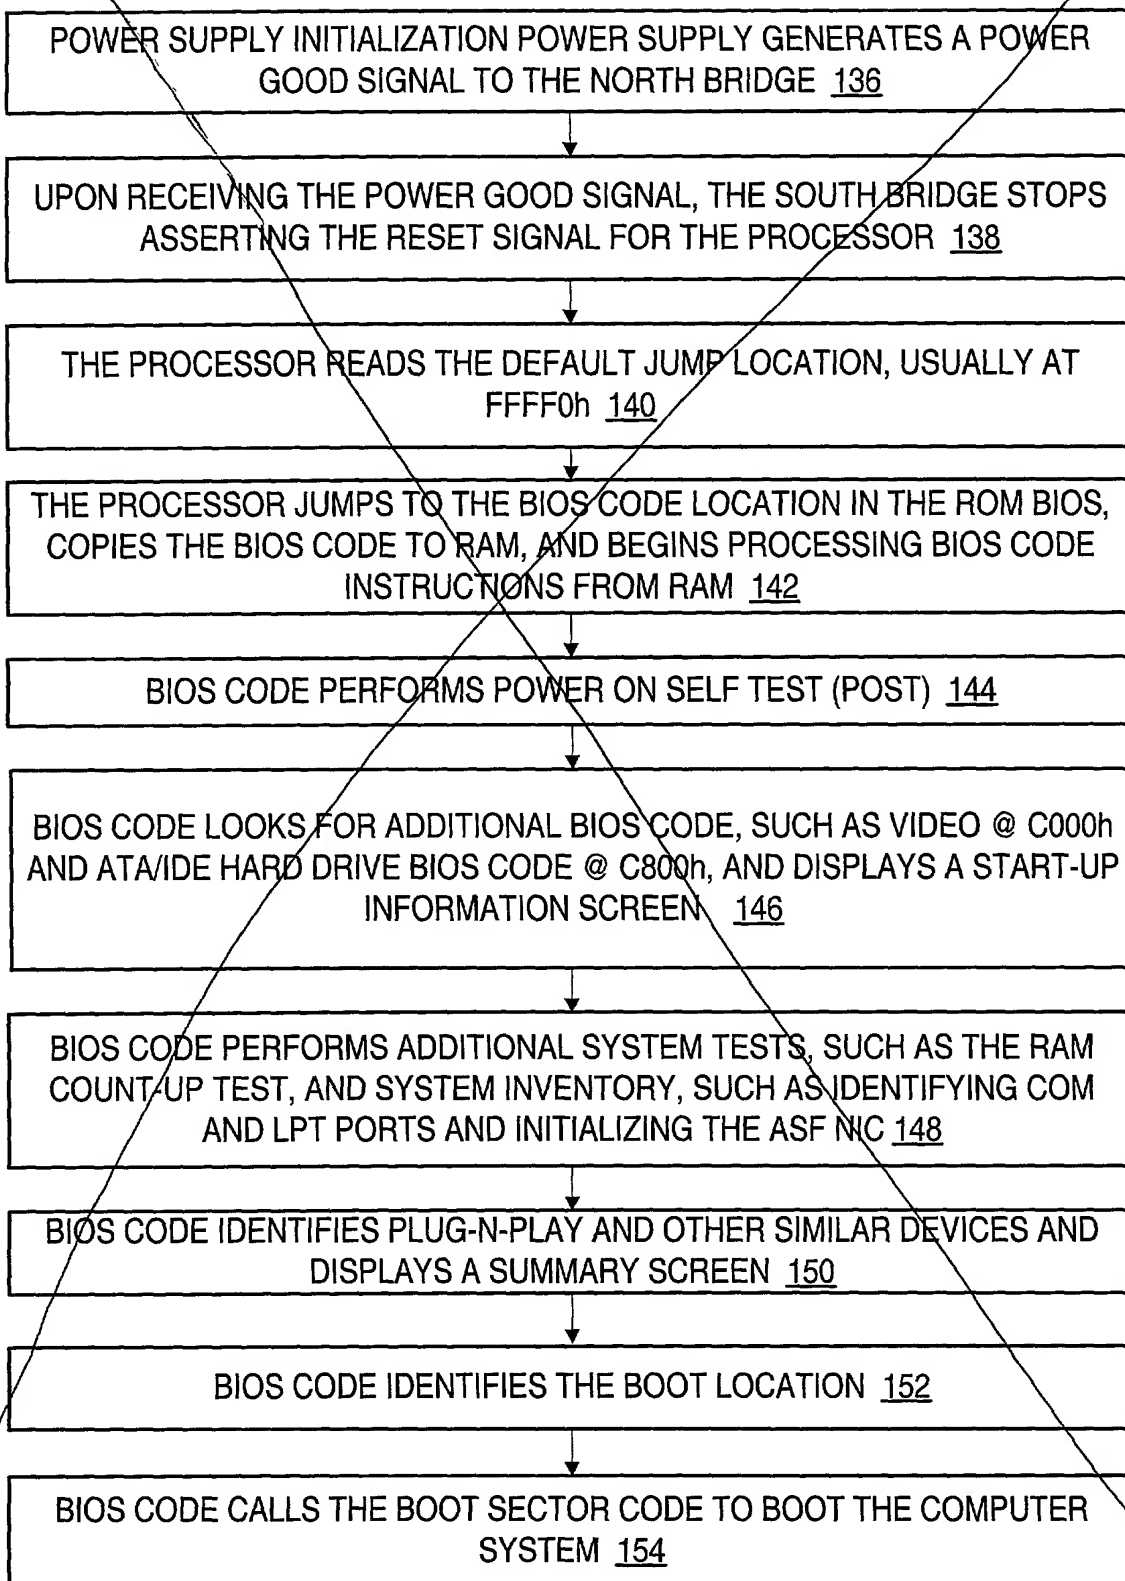 POWER SUPPLY INITIALIZATION POWER SUPPLY GENERATES A POWER
GOOD SIGNAL TO THE NORTH BRIDGE 136
UPON RECEIVING THE POWER GOOD SIGNAL, THE SOUTH BRIDGE STOPS
ASSERTING THE RESET SIGNAL FOR THE PROCESSOR 138
THE PROCESSOR READS THE DEFAULT JUMP LOCATION, USUALLY AT
FFFF0h 140
THE PROCESSOR JUMPS TO THE BIOS CODE LOCATION IN THE ROM BIOS,
COPIES THE BIOS CODE TO RAM, AND BEGINS PROCESSING BIOS CODE
INSTRUCTIONS FROM RAM 142
BIOS CODE PERFORMS POWER ON SELF TEST (POST) 144
BIOS CODE LOOKS FOR ADDITIONAL BIOS CODE, SUCH AS VIDEO @ C000h
AND ATA/IDE HARD DRIVE BIOS CODE @ C800h, AND DISPLAYS A START-UP
INFORMATION SCREEN 146
BIOS CODE PERFORMS ADDITIONAL SYSTEM TESTS, SUCH AS THE RAM
COUNT-UP TEST, AND SYSTEM INVENTORY, SUCH AS IDENTIFYING COM
AND LPT PORTS AND INITIALIZING THE ASF NIC 148
BIOS CODE IDENTIFIES PLUG-N-PLAY AND OTHER SIMILAR DEVICES AND
DISPLAYS A SUMMARY SCREEN 150
BIOS CODE IDENTIFIES THE BOOT LOCATION 152
BIOS CODE CALLS THE BOOT SECTOR CODE TO BOOT THE COMPUTER
SYSTEM 154